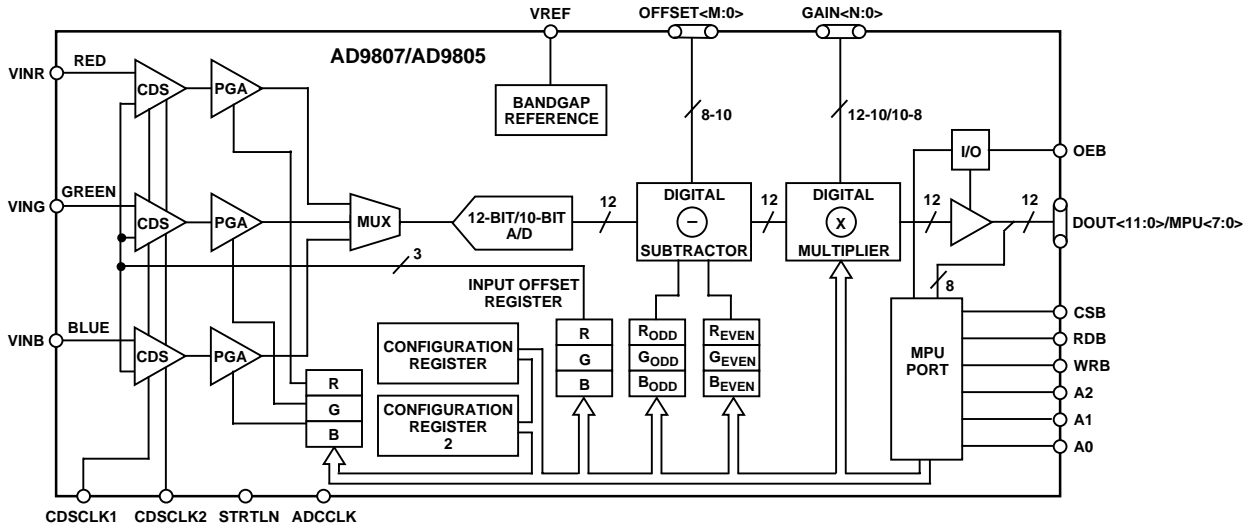 VREF
OFFSET<M:0>
GAIN<N:0>
AD9807/AD9805
VINR
RED
CDS
PGA
BANDGAP
REFERENCE
8-10
12-10/10-8
I/O
OEB
VING
GREEN
CDS
PGA
MUX
12-BIT/10-BIT
A/D
12
DIGITAL
–
SUBTRACTOR
12
DIGITAL
X
MULTIPLIER
12
12
DOUT<11:0>/MPU<7:0>
3
INPUT OFFSET
REGISTER
8
VINB
BLUE
CDS
PGA
CONFIGURATION
REGISTER
CONFIGURATION
REGISTER
2
R
G
B
R
G
B
RODD
GODD
BODD
REVEN
GEVEN
BEVEN
MPU
PORT
CSB
RDB
WRB
A2
A1
A0
CDSCLK1
CDSCLK2
STRTLN
ADCCLK